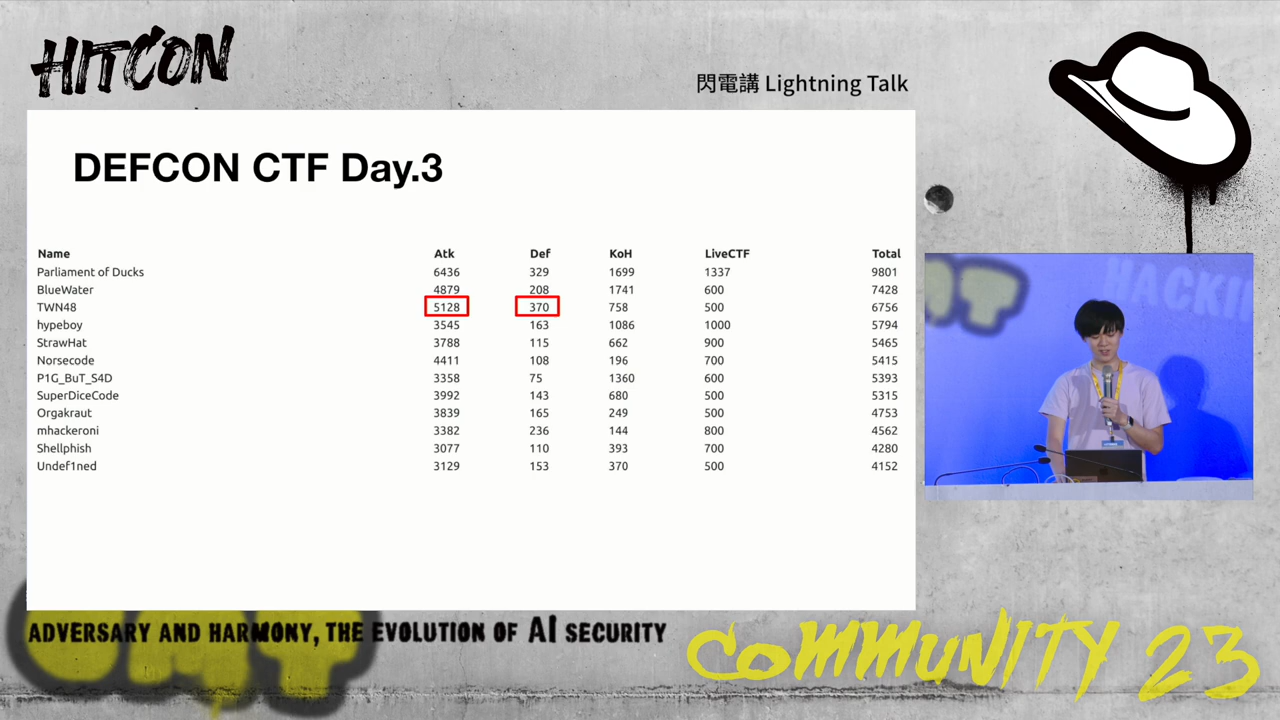 HITCON
閃電講 Lightning Talk
DEFCON CTF Day.3
Name Atk Def KoH LiveCTF Total
Parliament of Ducks 6436 329 1699 1337 9801
BlueWater 4879 208 1741 600 7428
TWN48 5128 370 758 500 6756
hypeboy 3545 163 1086 1000 5794
StrawHat 3788 115 662 900 5465
Norsecode 4411 108 196 700 5415
P1G_BuT_S4D 3358 75 1360 600 5393
SuperDiceCode 3992 143 680 500 5315
Orgakraut 3839 165 249 500 4753
mhackeroni 3382 236 144 800 4562
Shellphish 3077 110 393 700 4280
Undef1ned 3129 153 370 500 4152
ADVERSARY AND HARMONY, THE EVOLUTION OF AI SECURITY
COMMUNITY 23